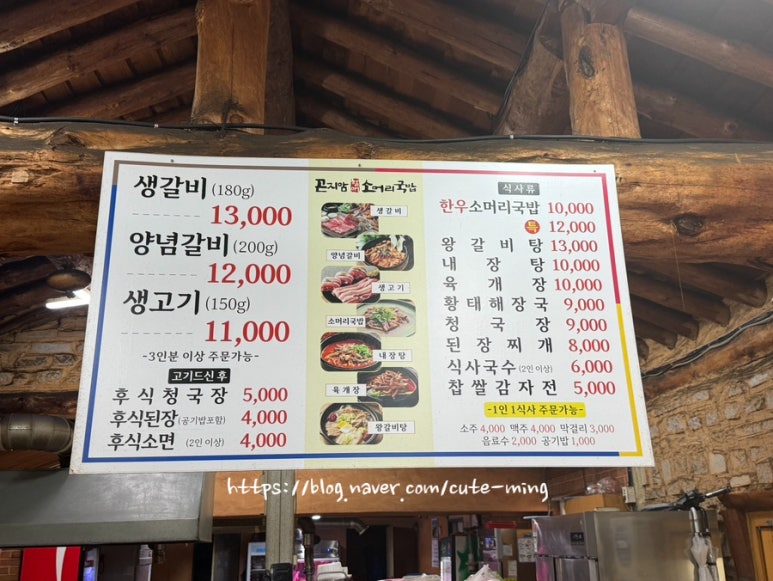 생갈비 (180g)
13,000
양념갈비 (200g)
12,000
생고기 (150g)
11,000
-3인분 이상 주문가능-
고기드신 후
후식청국장 5,000
후식된장 (공기밥포함) 4,000
후식소면 (2인 이상) 4,000
곤지암 소머리국밥
생갈비
양념갈비
생고기
소머리국밥
내장탕
육개장
왕갈비탕
식사류
한우소머리국밥 10,000
특 12,000
왕갈비탕 13,000
내장탕 10,000
육개장 10,000
황태해장국 9,000
청국장 9,000
된장찌개 8,000
식사국수 (2인 이상) 6,000
찹쌀감자전 5,000
-1인 1식사 주문가능-
소주 4,000 맥주 4,000 막걸리 3,000
음료수 2,000 공기밥 1,000
https://blog.naver.com/cute-ming